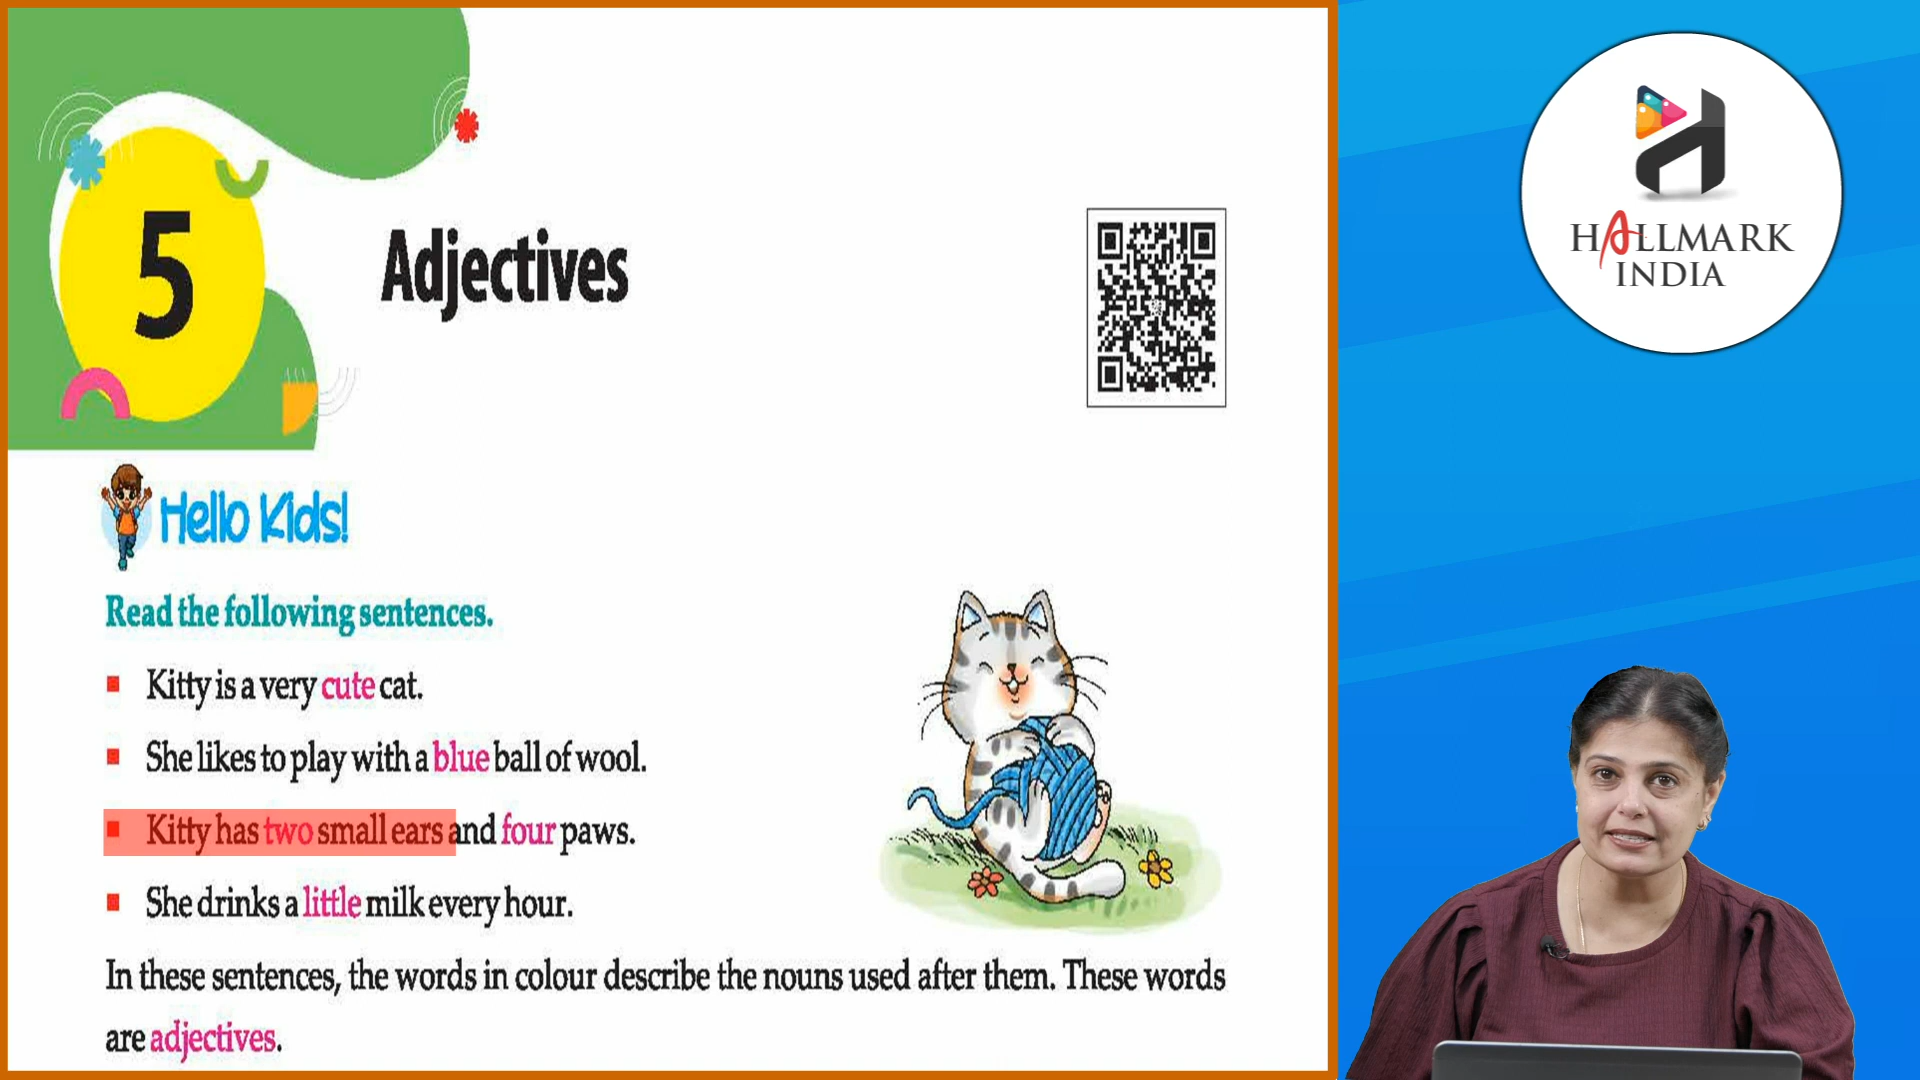 5
Adjectives
Hello Kids!
Read the following sentences.
Kitty is a very cute cat.
She likes to play with a blue ball of wool.
Kitty has two small ears and four paws.
She drinks a little milk every hour.
In these sentences, the words in colour describe the nouns used after them. These words
are adjectives.
HALLMARK
INDIA